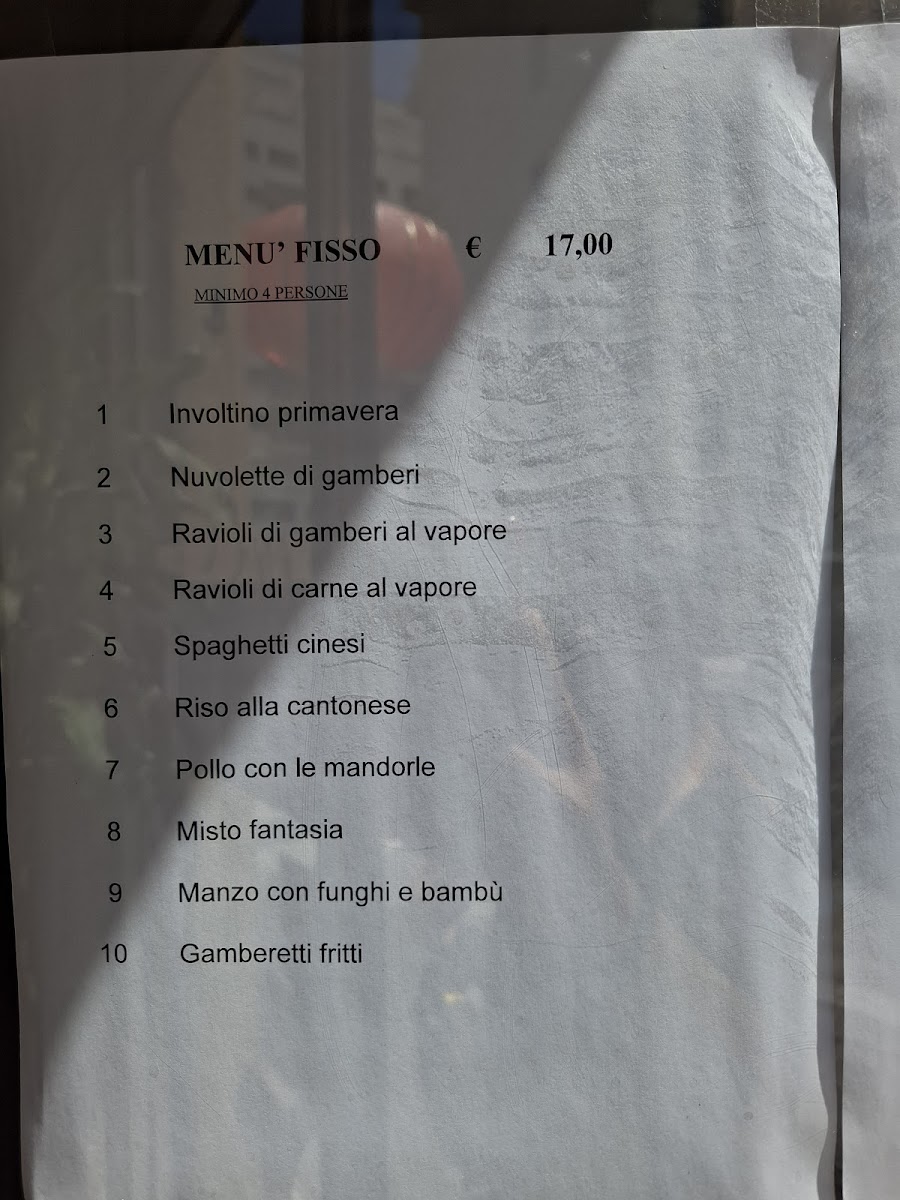 MENU’ FISSO € 17,00
MINIMO 4 PERSONE
1 Involtino primavera
2 Nuvolette di gamberi
3 Ravioli di gamberi al vapore
4 Ravioli di carne al vapore
5 Spaghetti cinesi
6 Riso alla cantonese
7 Pollo con le mandorle
8 Misto fantasia
9 Manzo con funghi e bambù
10 Gamberetti fritti